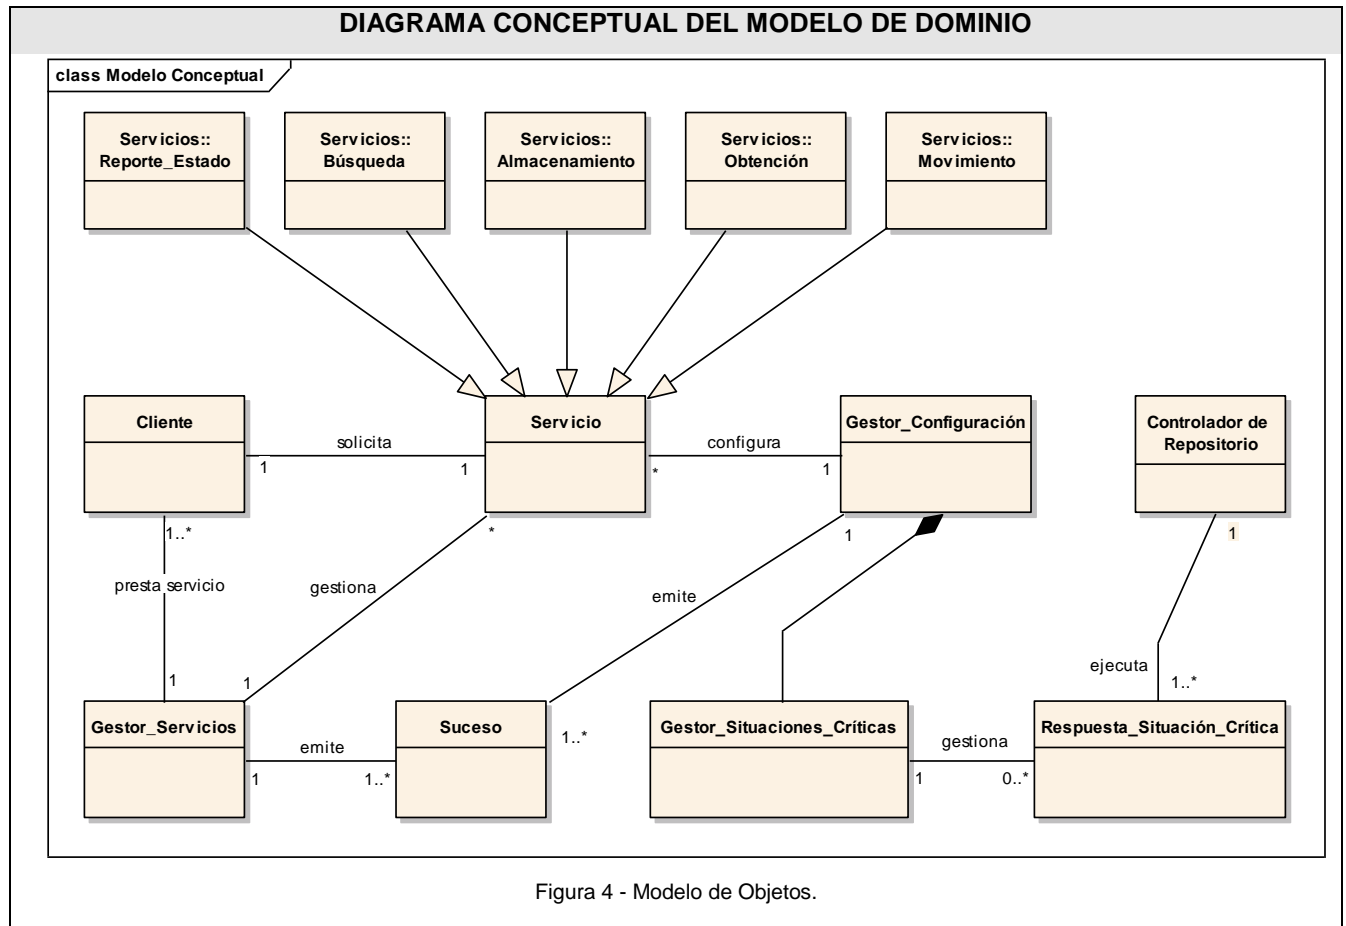 DIAGRAMA CONCEPTUAL DEL MODELO DE DOMINIO
class Modelo Conceptual
Servicios::
Reporte_Estado
Servicios::
Búsqueda
Servicios::
Almacenamiento
Servicios::
Obtención
Servicios::
Movimiento
Cliente
solicita
1
1
Servicio
configura
*
1
Gestor_Configuración
Controlador de
Repositorio
1..*
presta servicio
1
*
gestiona
1
1
emite
1..*
1
ejecuta
1..*
Gestor_Servicios
emite
1
1..*
Suceso
Gestor_Situaciones_Críticas
gestiona
1
0..*
Respuesta_Situación_Crítica
Figura 4 - Modelo de Objetos.